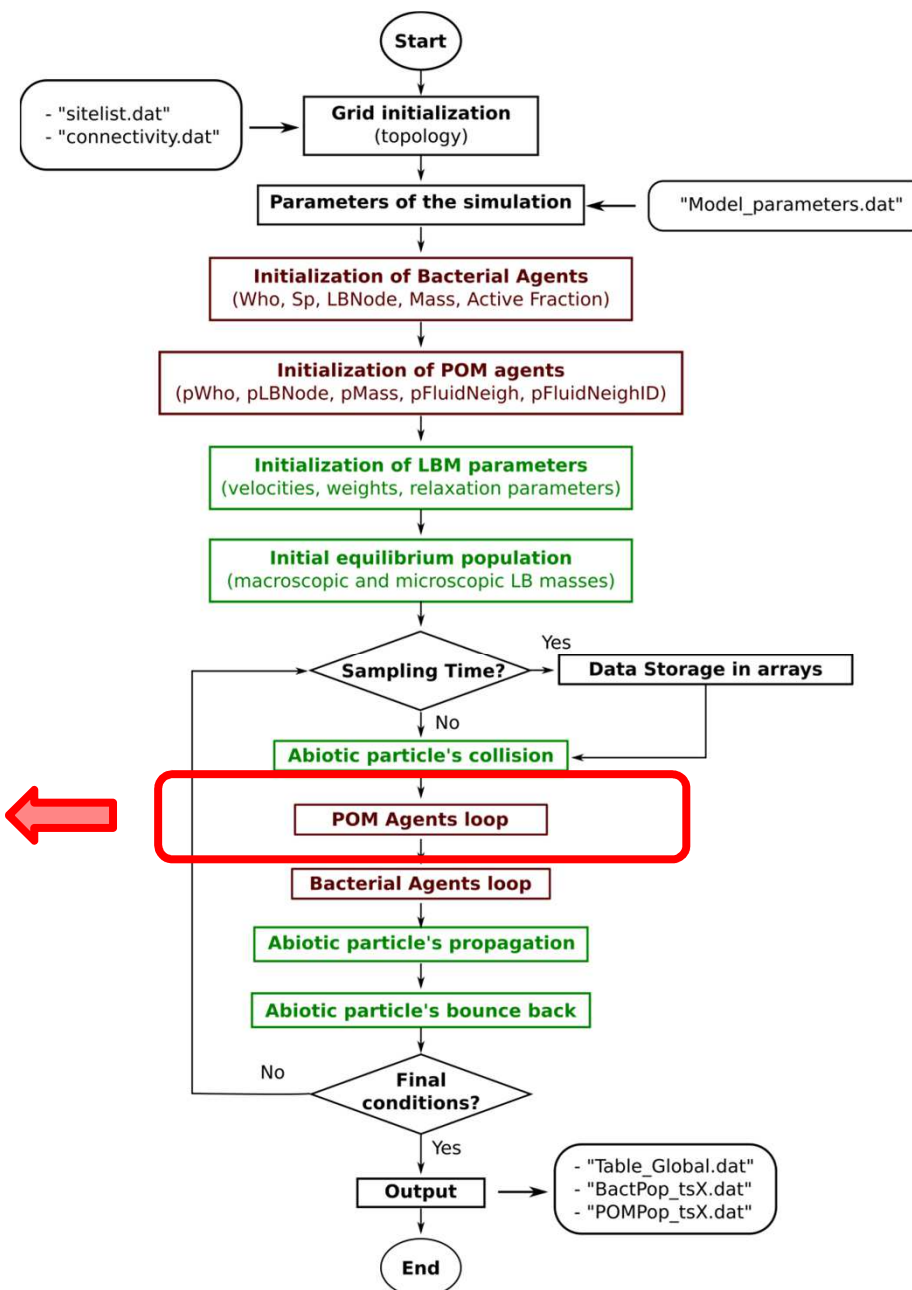 Start
- "sitelist.dat"
- "connectivity.dat"
Grid initialization
(topology)
Parameters of the simulation
"Model_parameters.dat"
Initialization of Bacterial Agents
(Who, Sp, LBNode, Mass, Active Fraction)
Initialization of POM agents
(pWho, pLBNode, pMass, pFluidNeigh, pFluidNeighID)
Initialization of LBM parameters
(velocities, weights, relaxation parameters)
Initial equilibrium population
(macroscopic and microscopic LB masses)
Sampling Time?
Yes
Data Storage in arrays
No
Abiotic particle's collision
POM Agents loop
Bacterial Agents loop
Abiotic particle's propagation
Abiotic particle's bounce back
No
Final
conditions?
Yes
Output
- "Table_Global.dat"
- "BactPop_tsX.dat"
- "POMPop_tsX.dat"
End